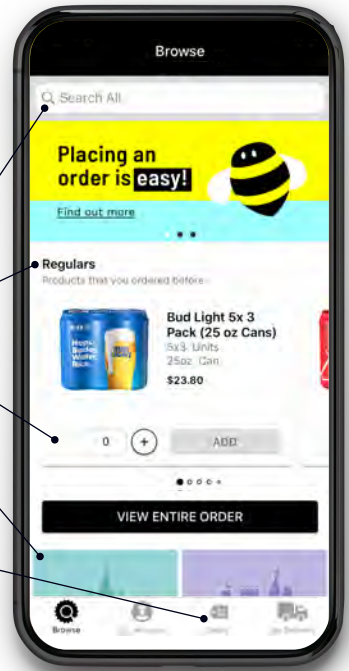 Browse
Search All
Placing an
order is easy!
Find out more
Regulars
Products that you ordered before
Bud Light 5x 3
Pack (25 oz Cans)
5x3 Units
25oz Can
$23.80
0 + ADD
VIEW ENTIRE ORDER
Browse